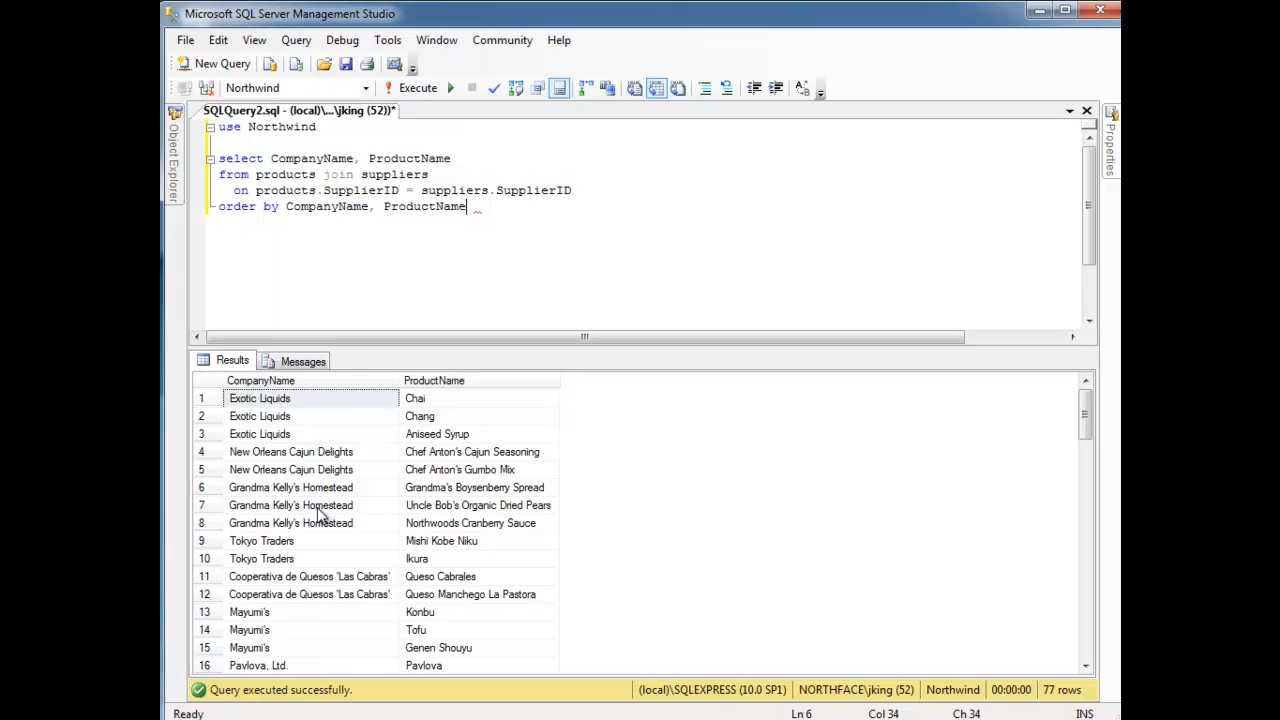 Microsoft SQL Server Management Studio
File Edit View Query Debug Tools Window Community Help
New Query
Northwind Execute
SQLQuery2.sql - (local)\...\jking (52))*
Object Explorer
Properties
use Northwind
select CompanyName, ProductName
from products join suppliers
on products.SupplierID = suppliers.SupplierID
order by CompanyName, ProductName
Results Messages
CompanyName ProductName
1 Exotic Liquids Chai
2 Exotic Liquids Chang
3 Exotic Liquids Aniseed Syrup
4 New Orleans Cajun Delights Chef Anton's Cajun Seasoning
5 New Orleans Cajun Delights Chef Anton's Gumbo Mix
6 Grandma Kelly's Homestead Grandma's Boysenberry Spread
7 Grandma Kelly's Homestead Uncle Bob's Organic Dried Pears
8 Grandma Kelly's Homestead Northwoods Cranberry Sauce
9 Tokyo Traders Mishi Kobe Niku
10 Tokyo Traders Ikura
11 Cooperativa de Quesos 'Las Cabras' Queso Cabrales
12 Cooperativa de Quesos 'Las Cabras' Queso Manchego La Pastora
13 Mayumi's Konbu
14 Mayumi's Tofu
15 Mayumi's Genen Shouyu
16 Pavlova, Ltd. Pavlova
Query executed successfully. (local)\SQLEXPRESS (10.0 SP1) NORTHFACE\jking (52) Northwind 00:00:00 77 rows
Ready Ln 6 Col 34 Ch 34 INS